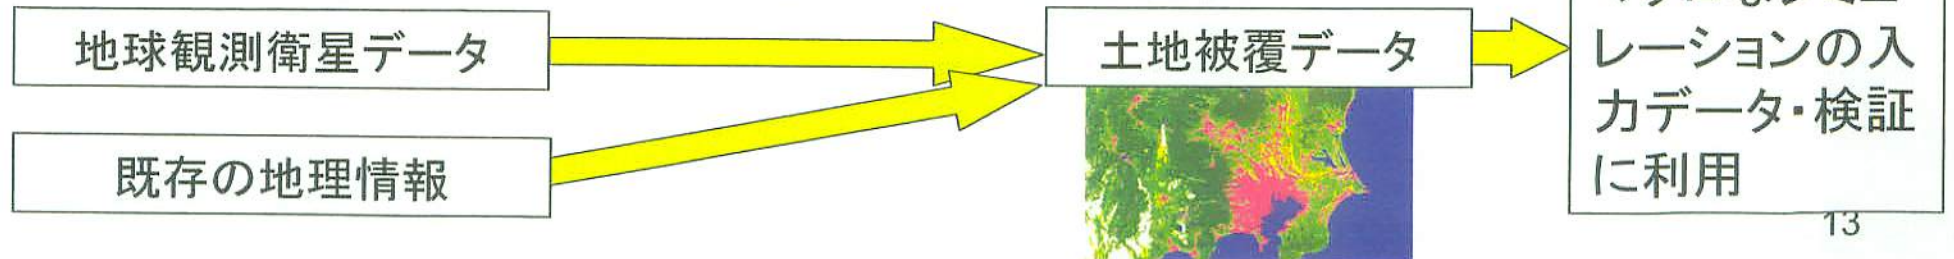 地球観測衛星データ
既存の地理情報
土地被覆データ
レーションの入
力データ・検証
に利用
13